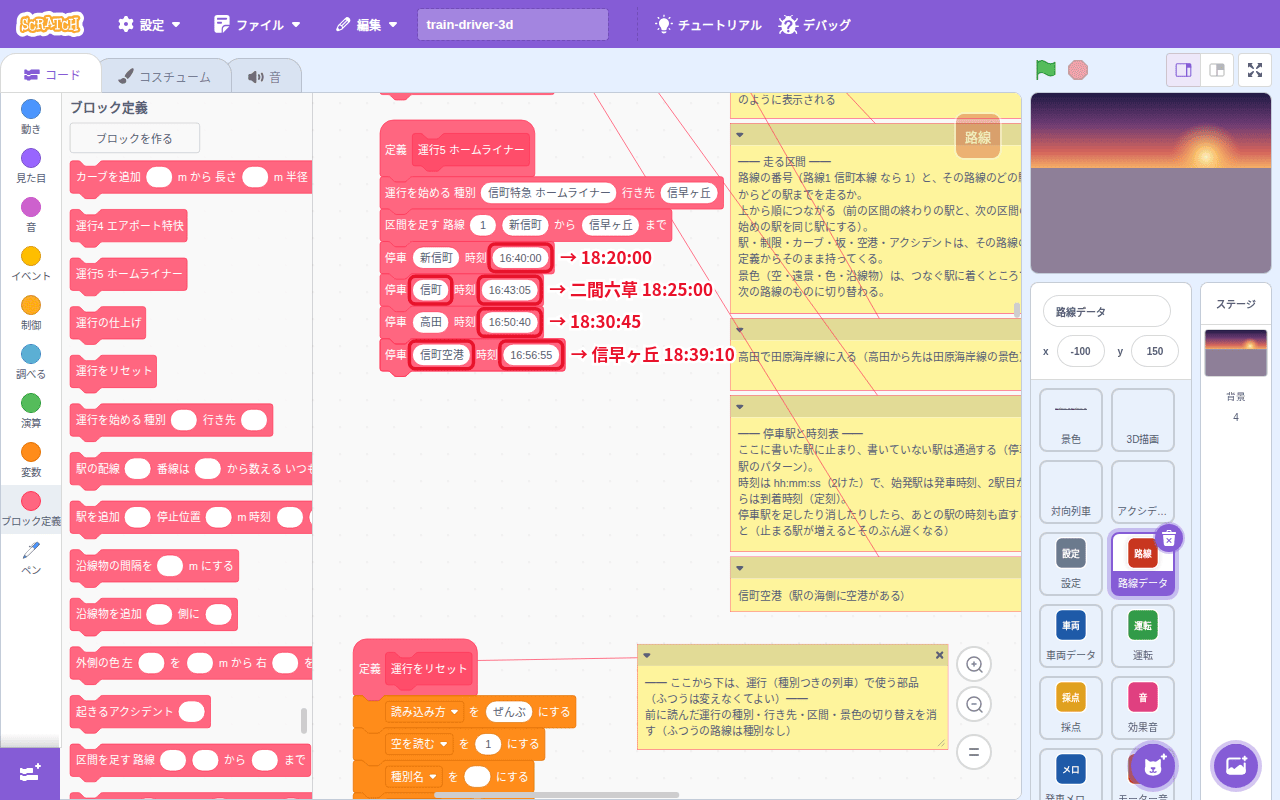 SCRATCH
設定
ファイル
編集
train-driver-3d
チュートリアル
デバッグ
コード
コスチューム
音
動き
見た目
音
イベント
制御
調べる
演算
変数
ブロック定義
ペン
ブロック定義
ブロックを作る
カーブを追加 m から 長さ m 半径
運行4 エアポート特快
運行5 ホームライナー
運行の仕上げ
運行をリセット
運行を始める 種別 行き先
駅の配線 番線は から数える いつも
駅を追加 停止位置 m 時刻
沿線物の間隔を m にする
沿線物を追加 側に
外側の色 左 を m から 右 を
起きるアクシデント
区間を足す 路線 から まで
定義 運行5 ホームライナー
運行を始める 種別 信町特急 ホームライナー 行き先 信早ヶ丘
区間を足す 路線 1 新信町 から 信早ヶ丘 まで
停車 新信町 時刻 16:40:00 → 18:20:00
停車 信町 時刻 16:43:05 → 二間六草 18:25:00
停車 高田 時刻 16:50:40 → 18:30:45
停車 信町空港 時刻 16:56:55 → 信早ヶ丘 18:39:10
のように表示される
路線
── 走る区間 ──
路線の番号（路線1 信町本線 なら 1）と、その路線のどの
からどの駅までを走るか。
上から順につながる（前の区間の終わりの駅と、次の区間
始めの駅を同じ駅にする）。
駅・制限・カーブ・坂・空港・アクシデントは、その路線
定義からそのまま持ってくる。
景色（空・遠景・色・沿線物）は、つなぐ駅に着くところ
次の路線のものに切り替わる。
高田で田原海岸線に入る（高田から先は田原海岸線の景色
── 停車駅と時刻表 ──
ここに書いた駅に止まり、書いていない駅は通過する（停
駅のパターン）。
時刻は hh:mm:ss（2けた）で、始発駅は発車時刻、2駅目か
らは到着時刻（定刻）。
停車駅を足したり消したりしたら、あとの駅の時刻も直す
と（止まる駅が増えるとそのぶん遅くなる）
信町空港（駅の海側に空港がある）
定義 運行をリセット
読み込み方 を ぜんぶ にする
空を読む を 1 にする
種別名 を にする
── ここから下は、運行（種別つきの列車）で使う部品
（ふつうは変えなくてよい）──
前に読んだ運行の種別・行き先・区間・景色の切り替えを消
す（ふつうの路線は種別なし）
路線データ
x -100 y 150
景色
3D描画
対向列車
アクシデ...
設定
設定
路線
路線データ
車両
車両データ
運転
運転
採点
採点
音
効果音
メロ
発車メロ...
モーター音
ステージ
背景
4